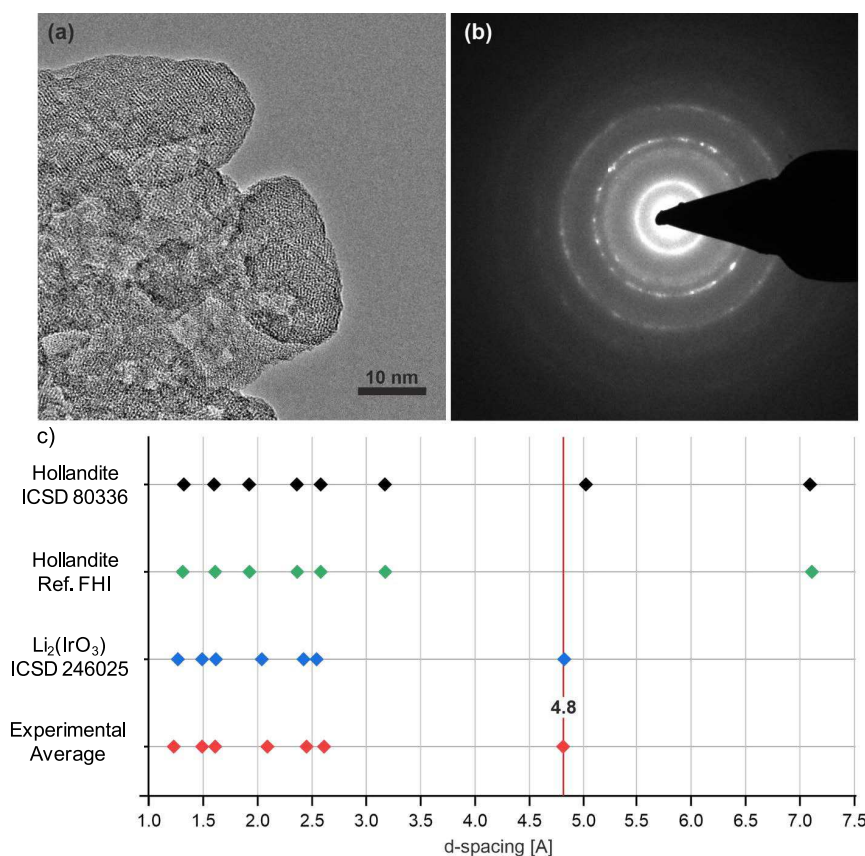 (a)
(b)
10 nm
c)
Hollandite
ICSD 80336
Hollandite
Ref. FHI
Li₂(IrO₃)
ICSD 246025
4.8
Experimental
Average
1.0 1.5 2.0 2.5 3.0 3.5 4.0 4.5 5.0 5.5 6.0 6.5 7.0 7.5
d-spacing [A]